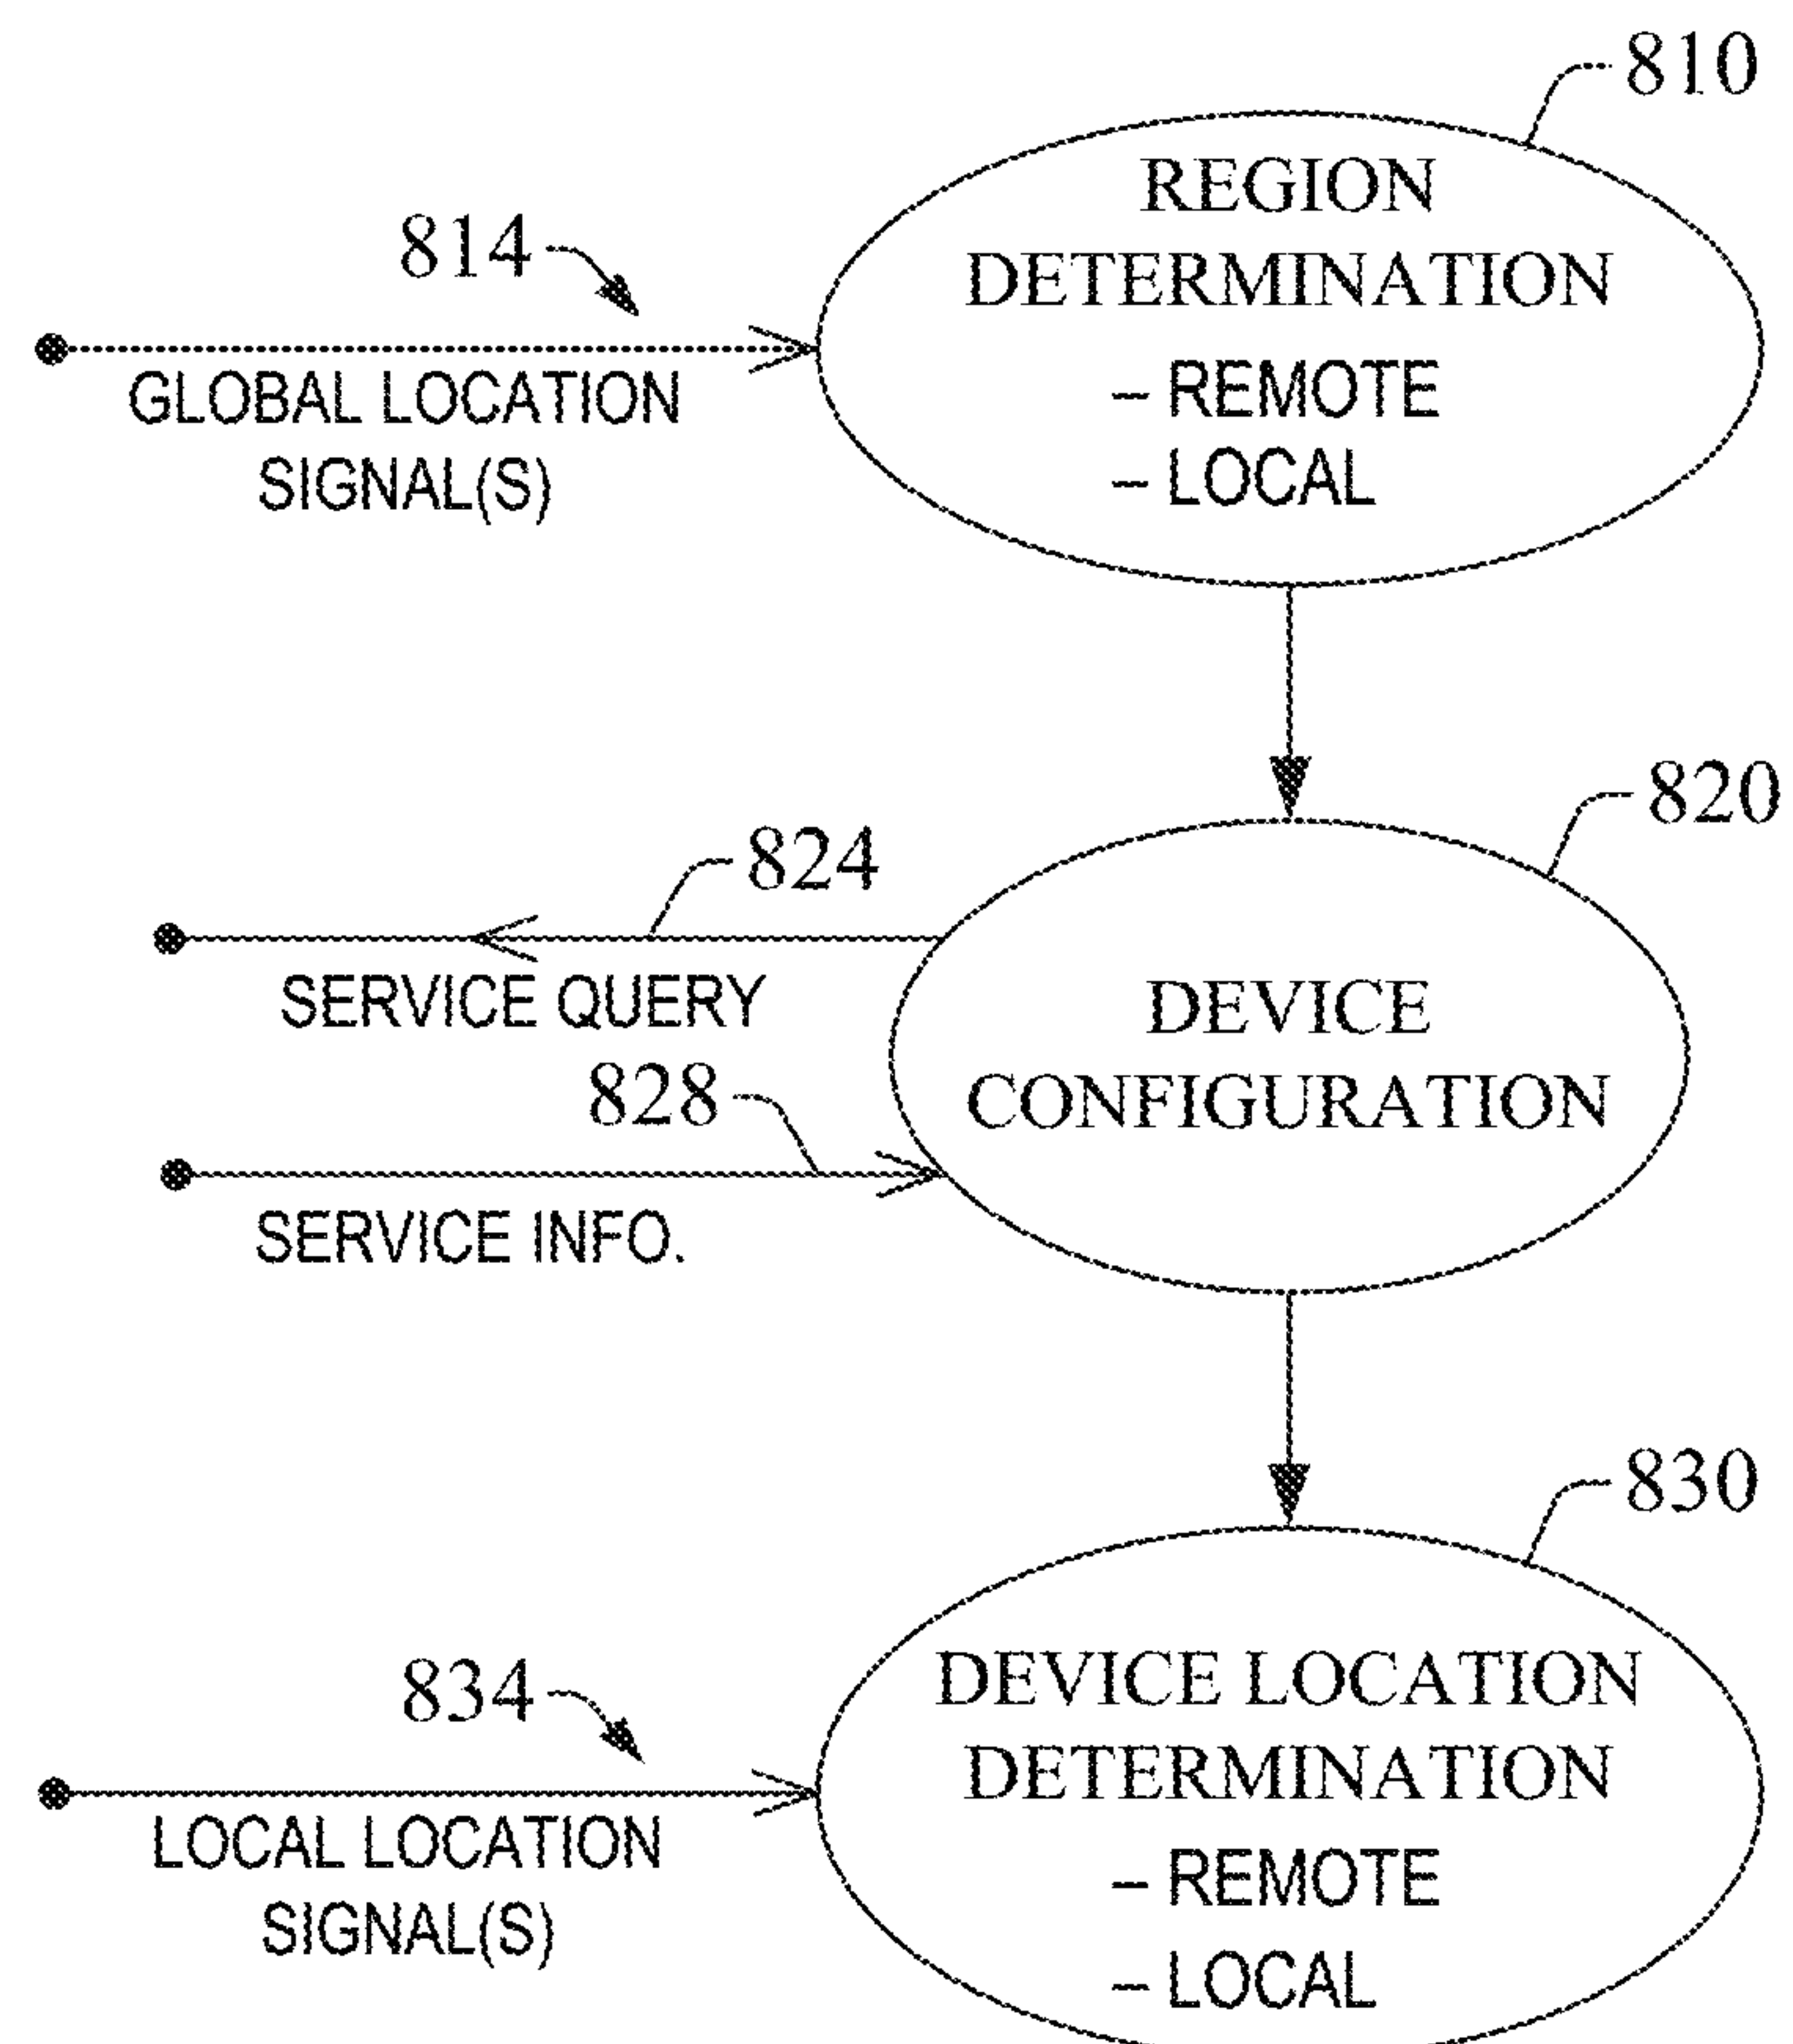 810
REGION
DETERMINATION
– REMOTE
– LOCAL
814
GLOBAL LOCATION
SIGNAL(S)
820
824
SERVICE QUERY
DEVICE
CONFIGURATION
828
SERVICE INFO.
830
DEVICE LOCATION
DETERMINATION
– REMOTE
– LOCAL
834
LOCAL LOCATION
SIGNAL(S)